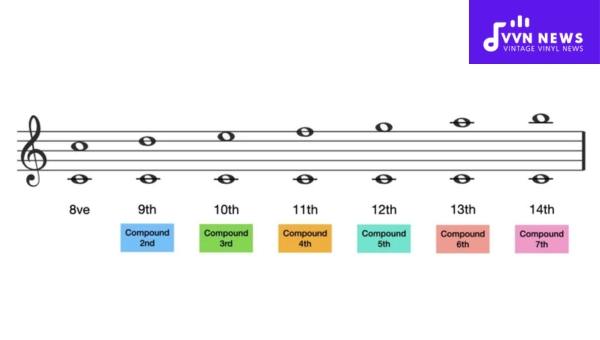 VVN NEWS
VINTAGE VINYL NEWS
8ve 9th 10th 11th 12th 13th 14th
Compound 2nd
Compound 3rd
Compound 4th
Compound 5th
Compound 6th
Compound 7th